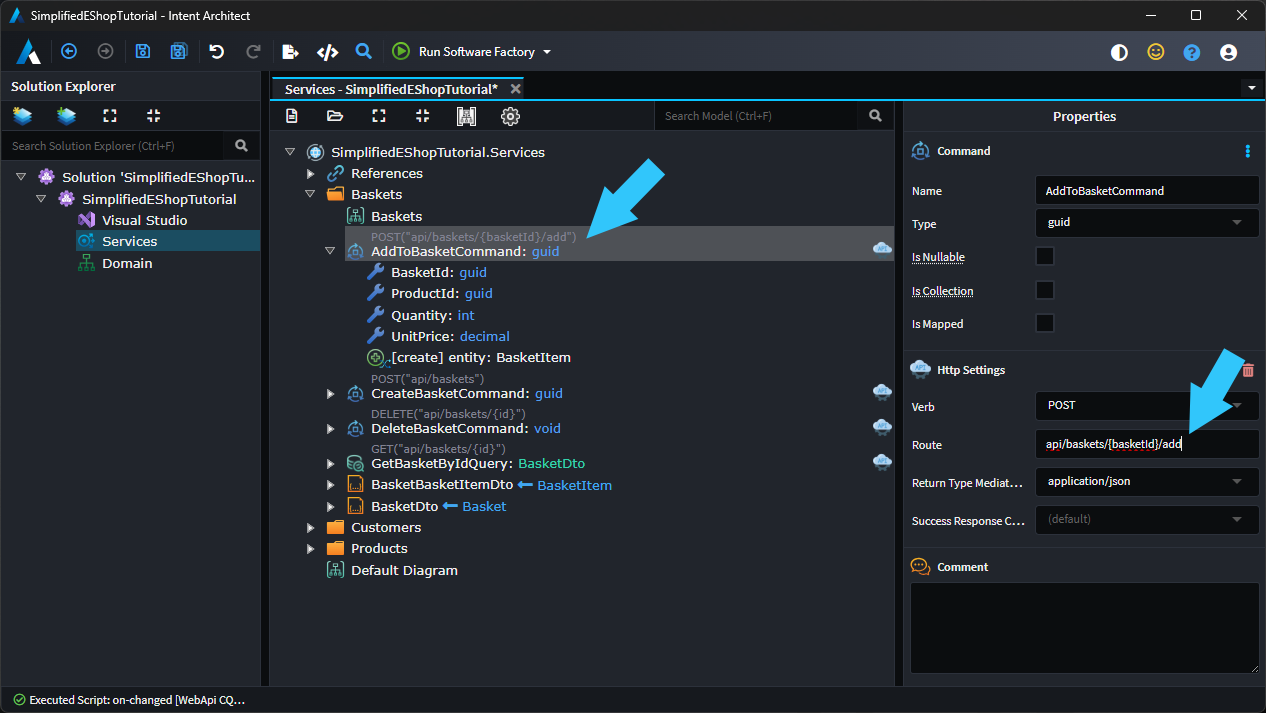 SimplifiedEShopTutorial - Intent Architect
Run Software Factory
Solution Explorer
Search Solution Explorer (Ctrl+F)
Solution 'SimplifiedEShopTu...
SimplifiedEShopTutorial
Visual Studio
Services
Domain
Services - SimplifiedEShopTutorial*
Search Model (Ctrl+F)
SimplifiedEShopTutorial.Services
References
Baskets
Baskets
POST("api/baskets/{basketId}/add")
AddToBasketCommand: guid
BasketId: guid
ProductId: guid
Quantity: int
UnitPrice: decimal
[create] entity: BasketItem
POST("api/baskets")
CreateBasketCommand: guid
DELETE("api/baskets/{id}")
DeleteBasketCommand: void
GET("api/baskets/{id}")
GetBasketByIdQuery: BasketDto
BasketBasketItemDto BasketItem
BasketDto Basket
Customers
Products
Default Diagram
Properties
Command
Name AddToBasketCommand
Type guid
Is Nullable
Is Collection
Is Mapped
API Http Settings
Verb POST
Route api/baskets/{basketId}/add
Return Type Mediat... application/json
Success Response C... (default)
Comment
Executed Script: on-changed [WebApi CQ...